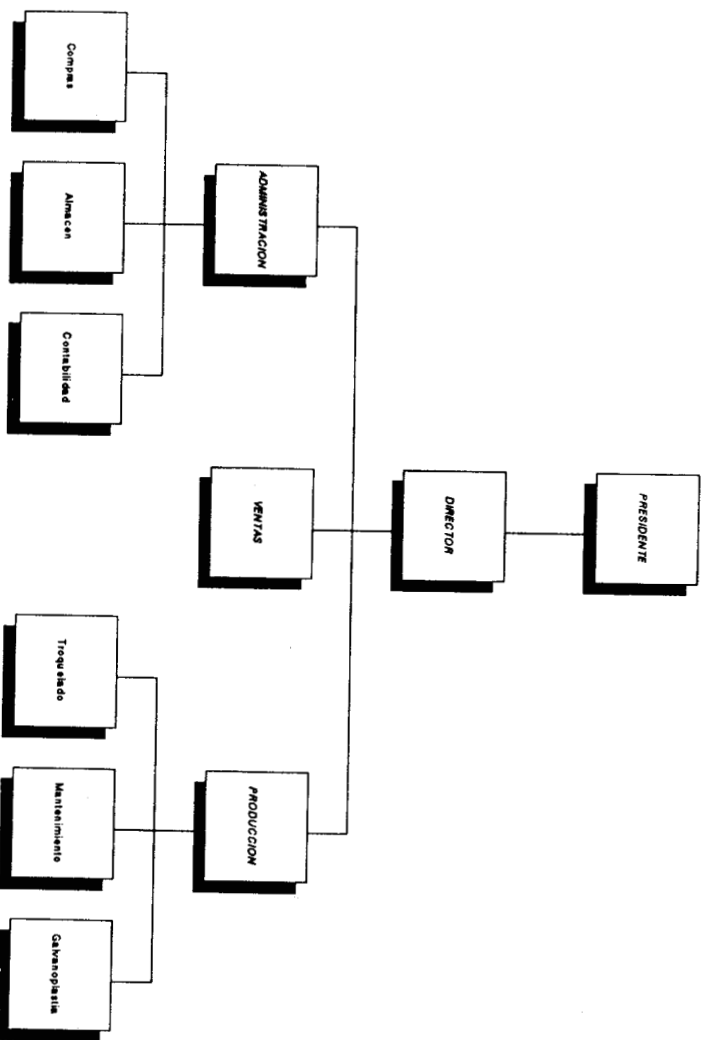 PRESIDENTE
DIRECTOR
ADMINISTRACION
VENTAS
PRODUCCION
Compras
Almacen
Contabilidad
Troquelado
Mantenimiento
Galvanoplastia